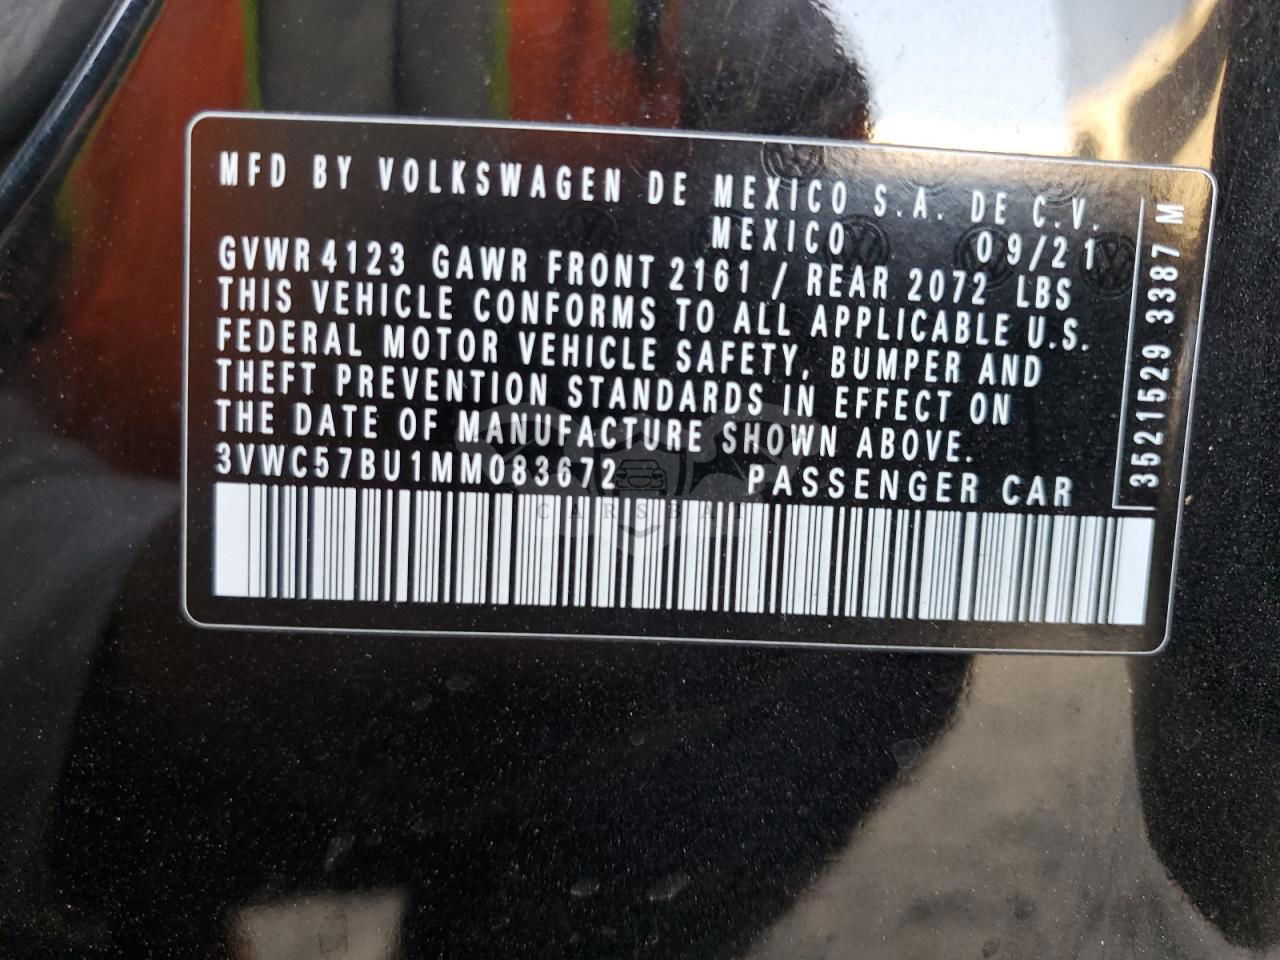 MFD BY VOLKSWAGEN DE MEXICO S.A. DE C.V.
MEXICO 09/21
GVWR 4123 GAWR FRONT 2161 / REAR 2072 LBS
THIS VEHICLE CONFORMS TO ALL APPLICABLE U.S.
FEDERAL MOTOR VEHICLE SAFETY, BUMPER AND
THEFT PREVENTION STANDARDS IN EFFECT ON
THE DATE OF MANUFACTURE SHOWN ABOVE.
3VWC57BU1MM083672 PASSENGER CAR
3521529 3387 M